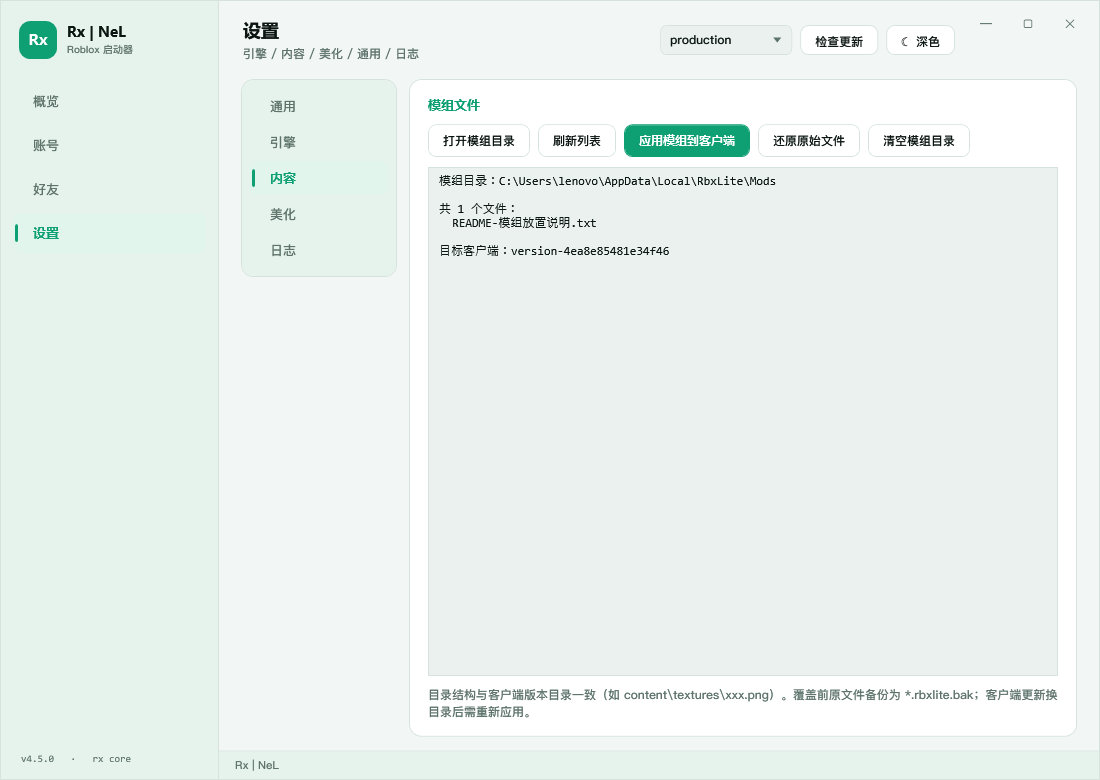 Rx
Rx | NeL
Roblox 启动器
概览
账号
好友
设置
v4.5.0 · rx core
设置
引擎 / 内容 / 美化 / 通用 / 日志
production
检查更新
☾ 深色
通用
引擎
内容
美化
日志
模组文件
打开模组目录
刷新列表
应用模组到客户端
还原原始文件
清空模组目录
模组目录：C:\Users\lenovo\AppData\Local\RbxLite\Mods
共 1 个文件：
README-模组放置说明.txt
目标客户端：version-4ea8e85481e34f46
目录结构与客户端版本目录一致（如 content\textures\xxx.png）。覆盖前原文件备份为 *.rbxlite.bak；客户端更新换
目录后需重新应用。
Rx | NeL